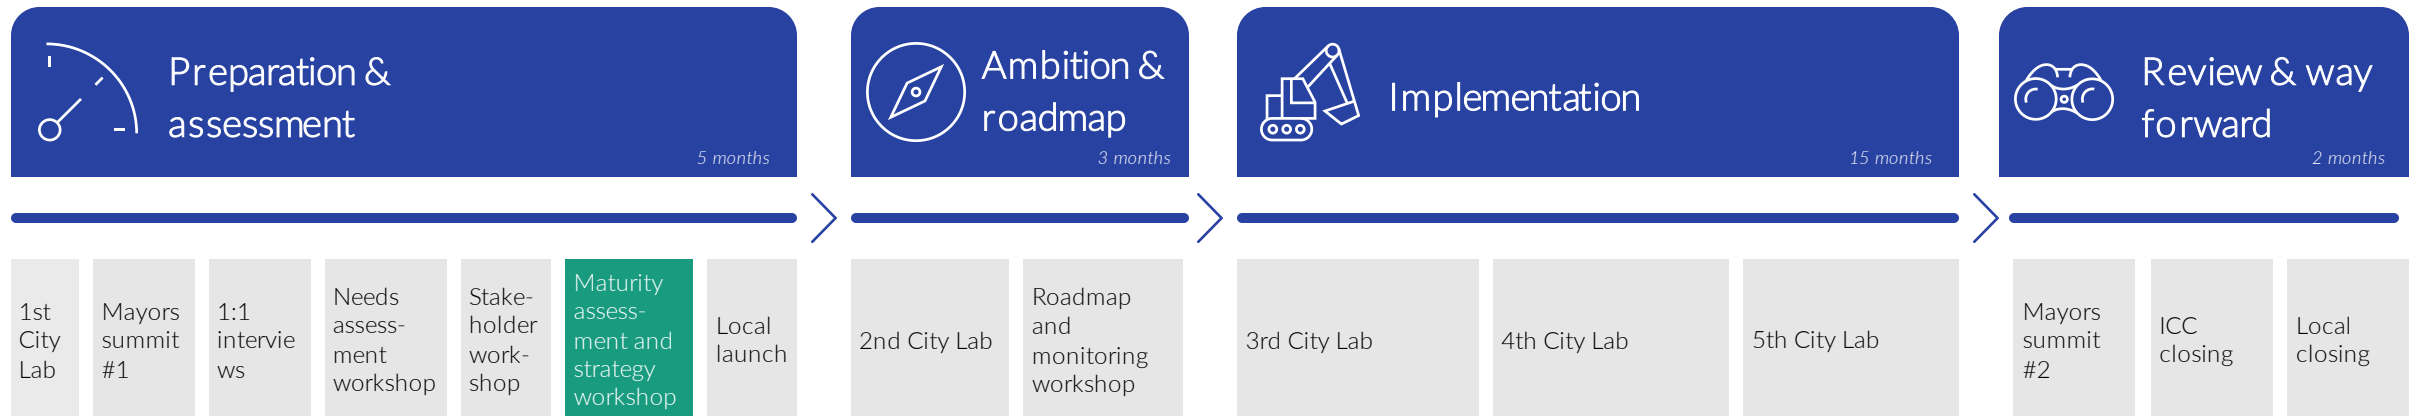 Preparation &
assessment
5 months
Ambition &
roadmap
3 months
Implementation
15 months
Review & way
forward
2 months
1st
City
Lab
Mayors
summit
#1
1:1
intervie
ws
Needs
assess-
ment
workshop
Stake-
holder
work-
shop
Maturity
assess-
ment and
strategy
workshop
Local
launch
2nd City Lab
Roadmap
and
monitoring
workshop
3rd City Lab
4th City Lab
5th City Lab
Mayors
summit
#2
ICC
closing
Local
closing